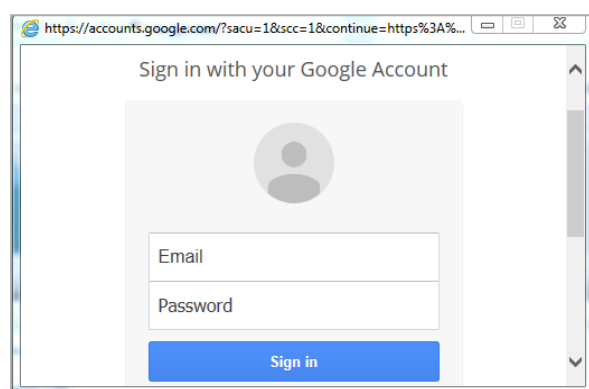 https://accounts.google.com/?sacu=1&scc=1&continue=https%3A%...
Sign in with your Google Account
Email
Password
Sign in